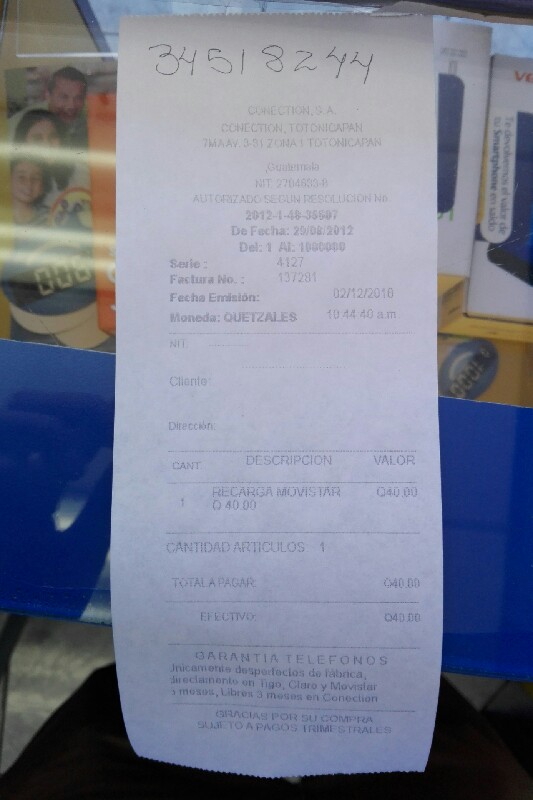 34518244
CONECTION, S.A.
CONECTION, TOTONICAPAN
7MA AV. 3-31 ZONA 1 TOTONICAPAN
Guatemala
NIT.
AUTORIZADO SEGUN RESOLUCION No.
2012-1-48-35507
De Fecha: 29/08/2012
Del: 1 Al: 1000000
Serie : 4127
Factura No. : 137281
Fecha Emisión: 02/12/2016
Moneda: QUETZALES 10:44:40 a.m
NIT:
Cliente:
Dirección:
CANT. DESCRIPCION VALOR
1 RECARGA MOVISTAR Q40.00
Q 40.00
CANTIDAD ARTICULOS: 1
TOTAL A PAGAR: Q40.00
EFECTIVO: Q40.00
GARANTIA TELEFONOS
Unicamente desperfectos de fábrica,
directamente en Tigo, Claro y Movistar
meses, Libres 3 meses en Conection
GRACIAS POR SU COMPRA
SUJETO A PAGOS TRIMESTRALES
Te devolvemos el valor de
tu Smartphone en saldo